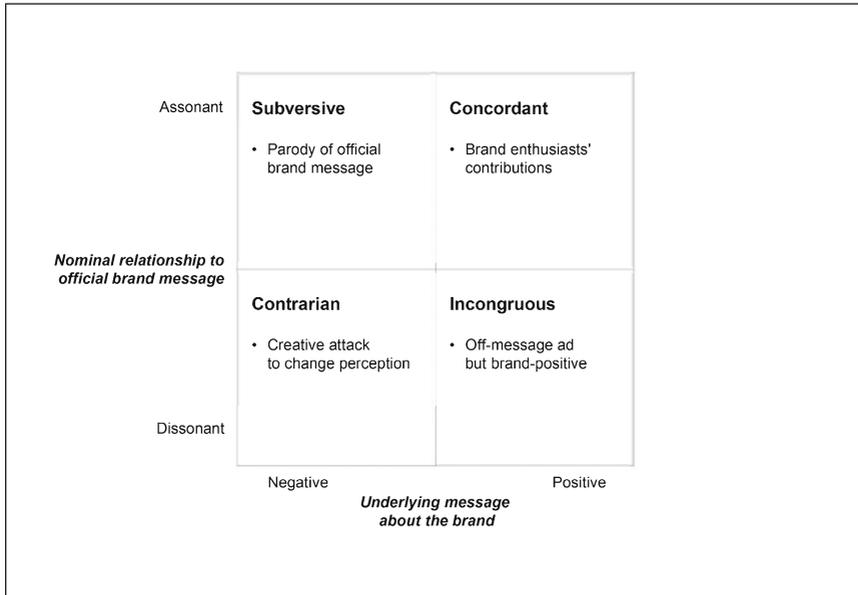 Assonant
Subversive
• Parody of official
brand message
Concordant
• Brand enthusiasts'
contributions
Nominal relationship to
official brand message
Contrarian
• Creative attack
to change perception
Incongruous
• Off-message ad
but brand-positive
Dissonant
Negative
Positive
Underlying message
about the brand